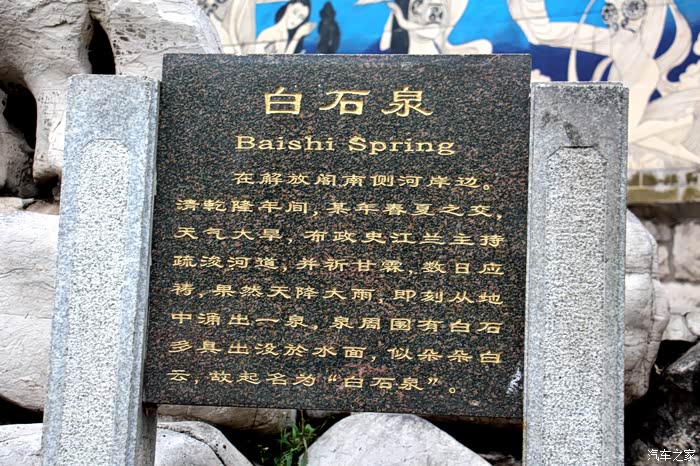 白石泉
Baishi Spring
在解放阁南侧河岸边。
清乾隆年间，某年春夏之交，
天气大旱，布政史江兰主持
疏浚河道，并祈甘霖，数日应
祷，果然天降大雨，即刻从地
中涌出一泉，泉周围有白石
多具出没於水面，似朵朵白
云，故起名为“白石泉”。
汽车之家